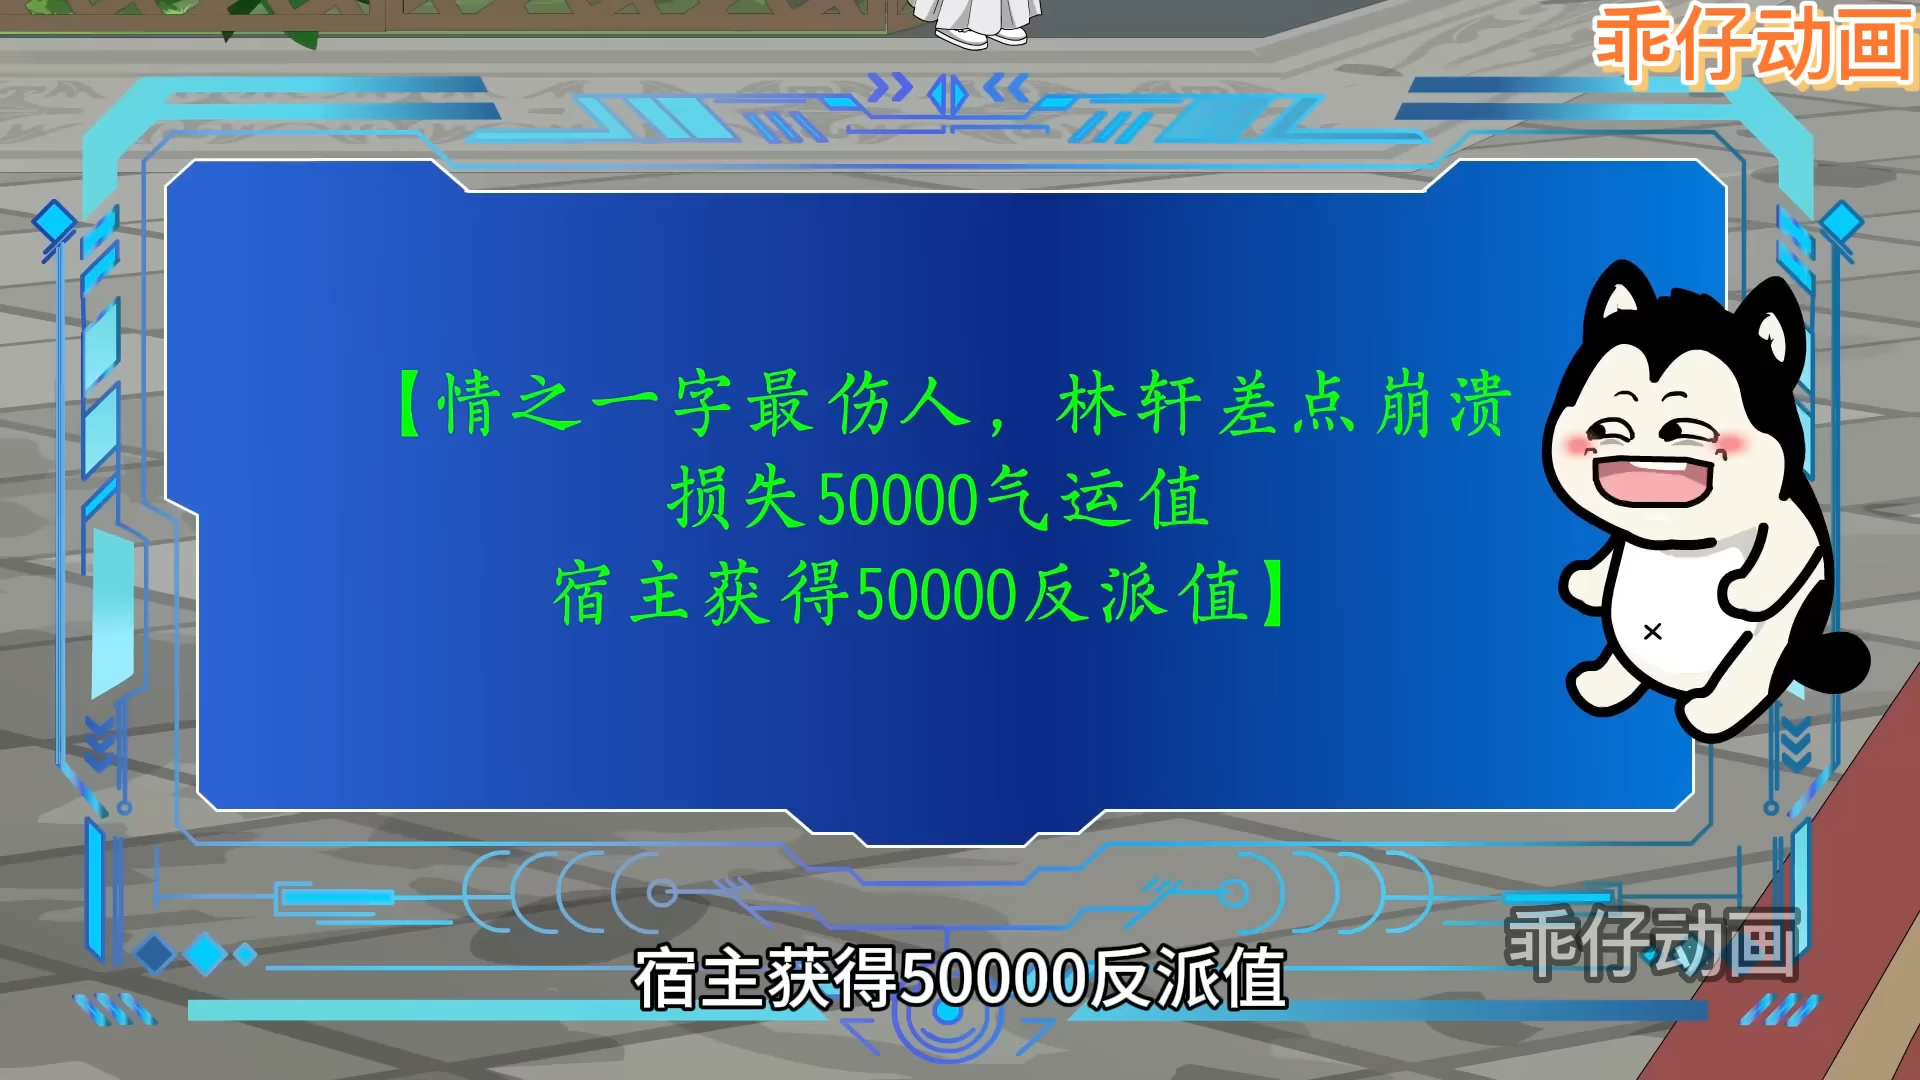 乖仔动画
【情之一字最伤人，林轩差点崩溃
损失50000气运值
宿主获得50000反派值】
乖仔动画
宿主获得50000反派值